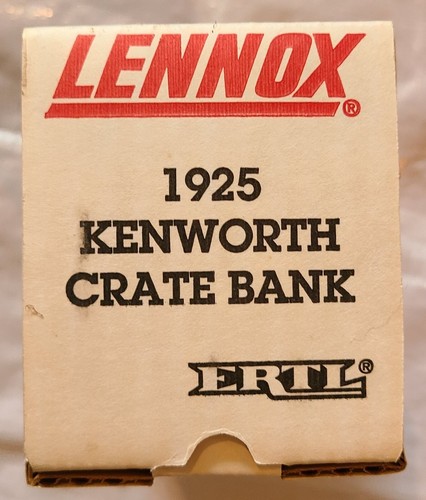 LENNOX®
1925
KENWORTH
CRATE BANK
ERTL®